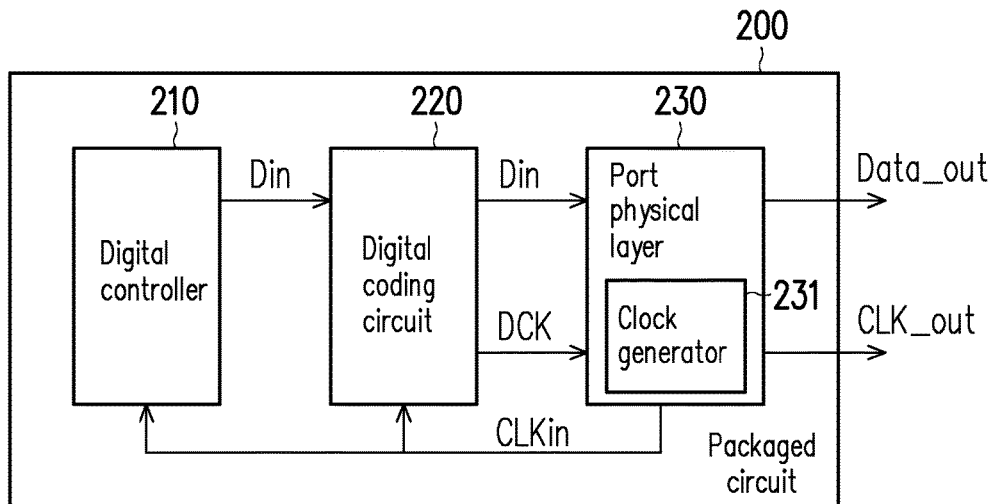 200
210
220
230
Din
Din
Data_out
Port
physical
layer
Digital
controller
Digital
coding
circuit
231
DCK
Clock
generator
CLK_out
CLKin
Packaged
circuit